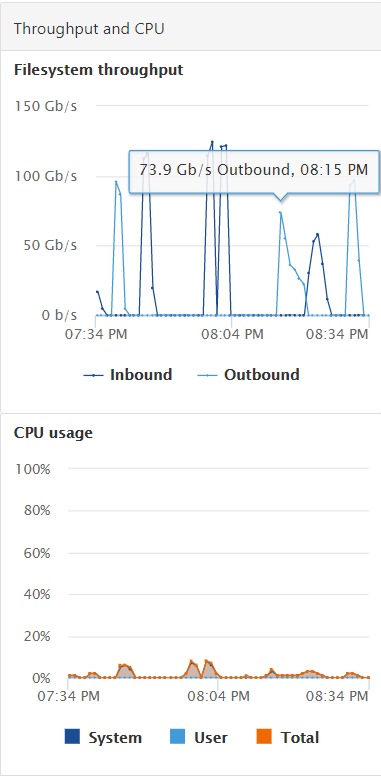 Throughput and CPU
Filesystem throughput
150 Gb/s
73.9 Gb/s Outbound, 08:15 PM
100 Gb/s
50 Gb/s
0 b/s
07:34 PM 08:04 PM 08:34 PM
Inbound Outbound
CPU usage
100%
80%
60%
40%
20%
0%
07:34 PM 08:04 PM 08:34 PM
System User Total